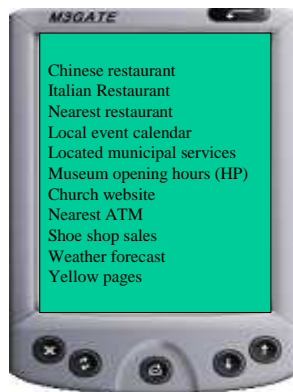 M3GATE
Chinese restaurant
Italian Restaurant
Nearest restaurant
Local event calendar
Located municipal services
Museum opening hours (HP)
Church website
Nearest ATM
Shoe shop sales
Weather forecast
Yellow pages